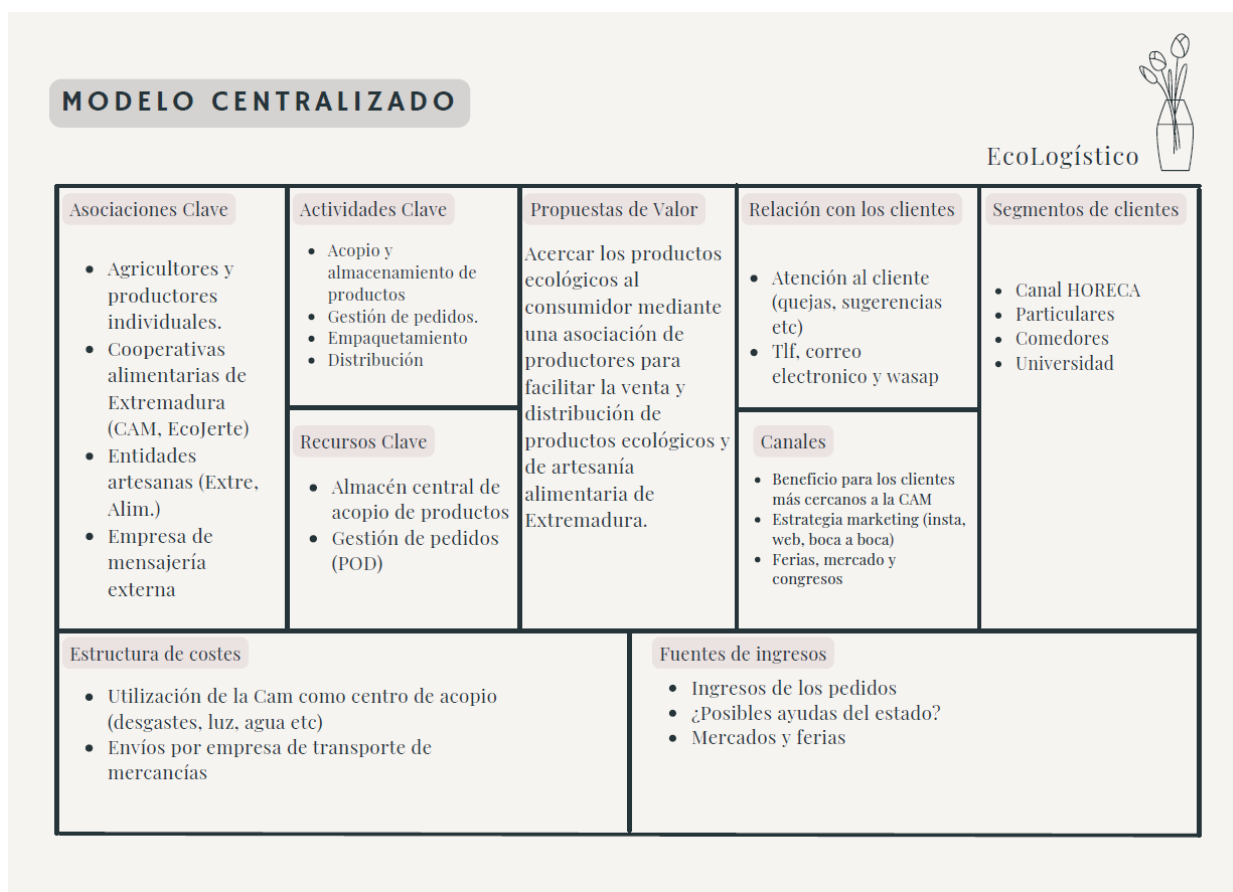 MODELO CENTRALIZADO
EcoLogístico
Asociaciones Clave
Agricultores y
productores
individuales.
Cooperativas
alimentarias de
Extremadura
(CAM, EcoJerte)
Entidades
artesanas (Extre,
Alim.)
Empresa de
mensajería
externa
Actividades Clave
Acopio y
almacenamiento de
productos
Gestión de pedidos.
Empaquetamiento
Distribución
Recursos Clave
Almacén central de
acopio de productos
Gestión de pedidos
(POD)
Propuestas de Valor
Acercar los productos
ecológicos al
consumidor mediante
una asociación de
productores para
facilitar la venta y
distribución de
productos ecológicos y
de artesanía
alimentaria de
Extremadura.
Relación con los clientes
Atención al cliente
(quejas, sugerencias
etc)
Tlf, correo
electronico y wasap
Canales
Beneficio para los clientes
más cercanos a la CAM
Estrategia marketing (insta,
web, boca a boca)
Ferias, mercado y
congresos
Segmentos de clientes
Canal HORECA
Particulares
Comedores
Universidad
Estructura de costes
Utilización de la Cam como centro de acopio
(desgastes, luz, agua etc)
Envíos por empresa de transporte de
mercancías
Fuentes de ingresos
Ingresos de los pedidos
¿Posibles ayudas del estado?
Mercados y ferias